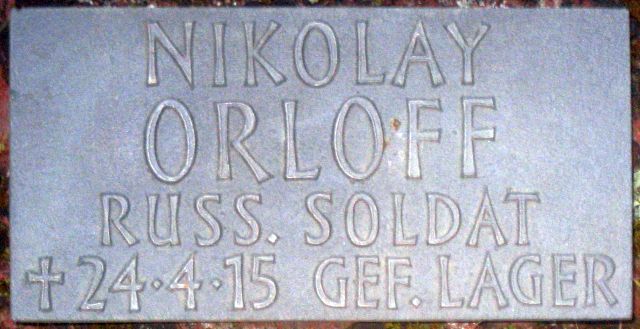 NIKOLAY
ORLOFF
RUSS. SOLDAT
✝24·4·15 GEF. LAGER